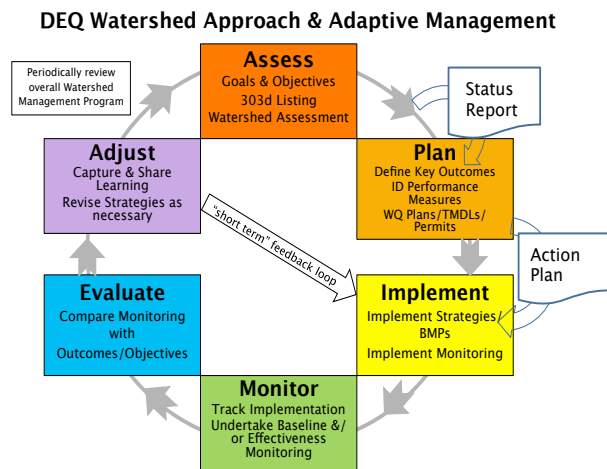 DEQ Watershed Approach & Adaptive Management
Periodically review
overall Watershed
Management Program
Assess
Goals & Objectives
303d Listing
Watershed Assessment
Status
Report
Adjust
Capture & Share
Learning
Revise Strategies as
necessary
Plan
Define Key Outcomes
ID Performance
Measures
WQ Plans/TMDLs/
Permits
"short term" feedback loop
Action
Plan
Evaluate
Compare Monitoring
with
Outcomes/Objectives
Implement
Implement Strategies/
BMPs
Implement Monitoring
Monitor
Track Implementation
Undertake Baseline &/
or Effectiveness
Monitoring